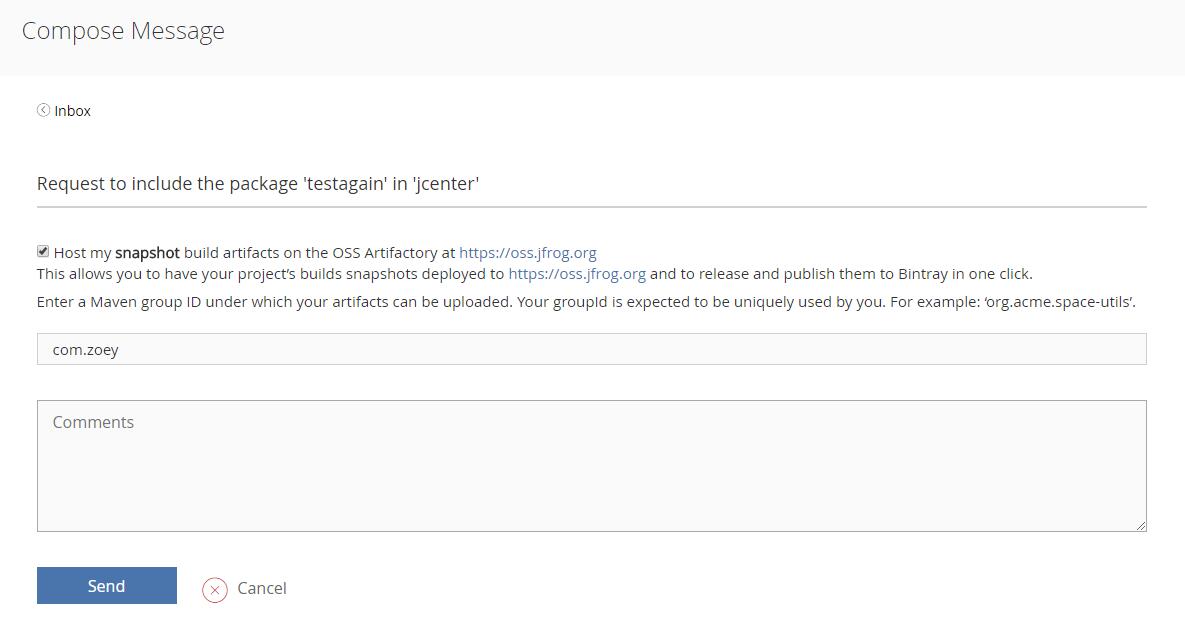 Compose Message
Inbox
Request to include the package 'testagain' in 'jcenter'
Host my snapshot build artifacts on the OSS Artifactory at https://oss.jfrog.org
This allows you to have your project’s builds snapshots deployed to https://oss.jfrog.org and to release and publish them to Bintray in one click.
Enter a Maven group ID under which your artifacts can be uploaded. Your groupId is expected to be uniquely used by you. For example: ‘org.acme.space-utils’.
com.zoey
Comments
Send
Cancel